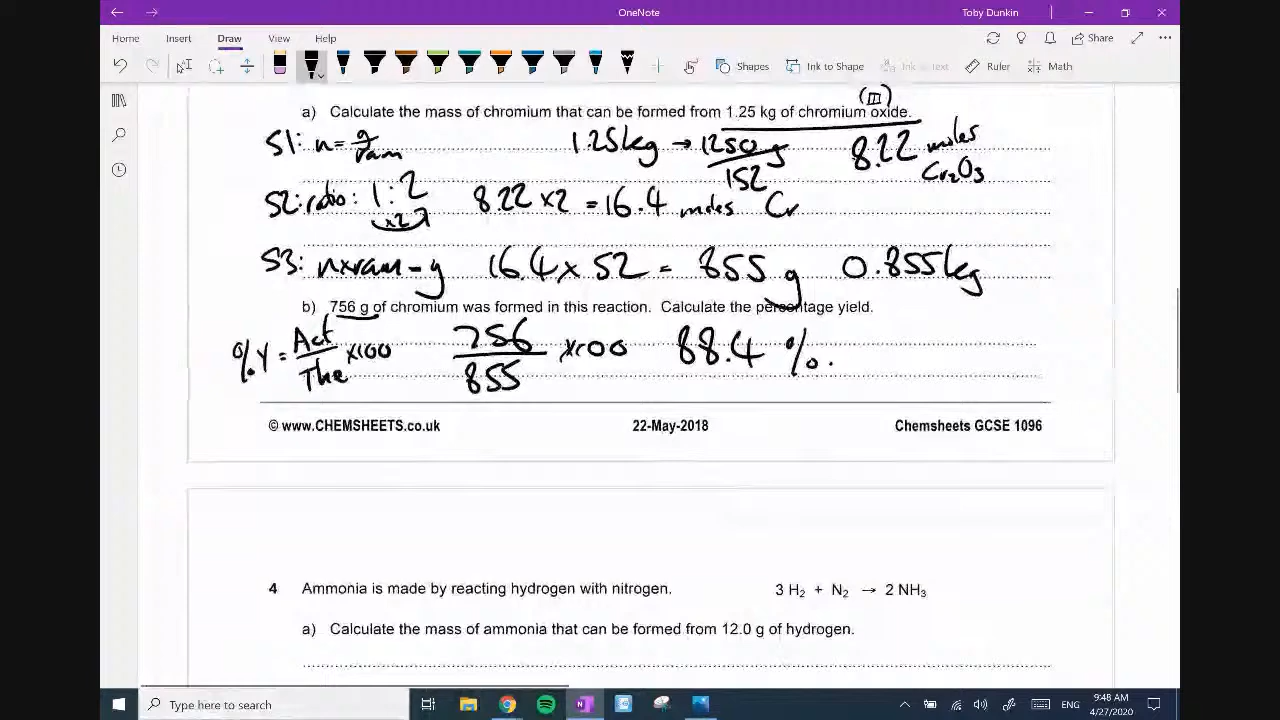 OneNote
Toby Dunkin
Home Insert Draw View Help
Share
Shapes Ink to Shape Ink to Text Ruler Math
(III)
a) Calculate the mass of chromium that can be formed from 1.25 kg of chromium oxide.
S1: n = g/ram 1.25kg → 1250 g/152 8.22 moles Cr₂O₃
S2: ratio: 1:2 ×2 8.22 × 2 = 16.4 moles Cr
S3: n×ram = g 16.4 × 52 = 855 g 0.855kg
b) 756 g of chromium was formed in this reaction. Calculate the percentage yield.
%Y = Act/The ×100 756/855 ×100 88.4 %.
© www.CHEMSHEETS.co.uk 22-May-2018 Chemsheets GCSE 1096
4 Ammonia is made by reacting hydrogen with nitrogen. 3 H₂ + N₂ → 2 NH₃
a) Calculate the mass of ammonia that can be formed from 12.0 g of hydrogen.
Type here to search
ENG
9:48 AM
4/27/2020